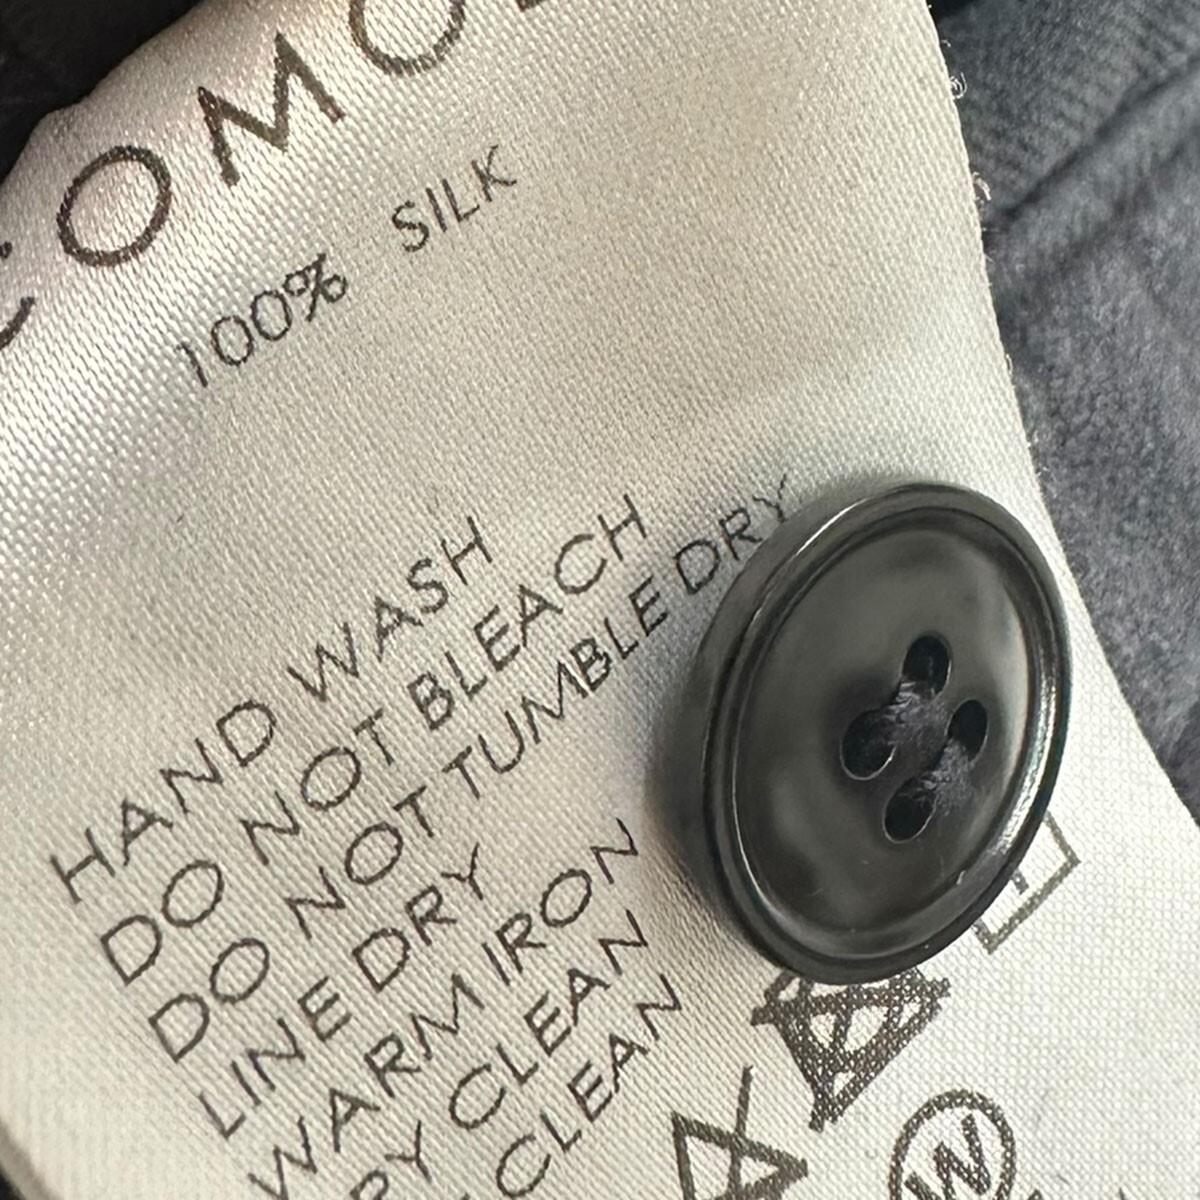 COMO
100% SILK
HAND WASH
DO NOT BLEACH
DO NOT TUMBLE DRY
LINE DRY
WARM IRON
CLEAN
CLEAN
W